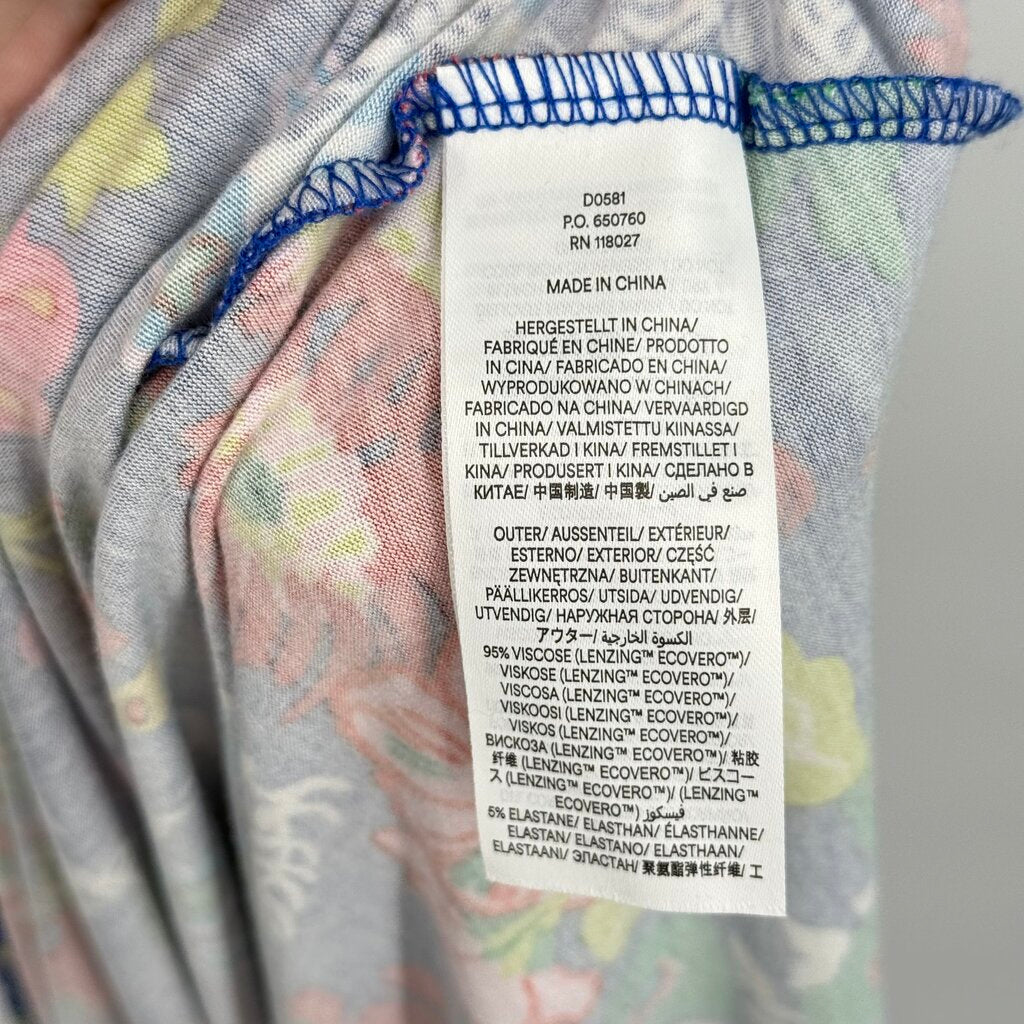 D0581
P.O. 650760
RN 118027
MADE IN CHINA
HERGESTELLT IN CHINA/
FABRIQUÉ EN CHINE/ PRODOTTO
IN CINA/ FABRICADO EN CHINA/
WYPRODUKOWANO W CHINACH/
FABRICADO NA CHINA/ VERVAARDIGD
IN CHINA/ VALMISTETTU KIINASSA/
TILLVERKAD I KINA/ FREMSTILLET I
KINA/ PRODUSERT I KINA/ СДЕЛАНО В
КИТАЕ/ 中国制造/ 中国製/ صنع في الصين
OUTER/ AUSSENTEIL/ EXTÉRIEUR/
ESTERNO/ EXTERIOR/ CZĘŚĆ
ZEWNĘTRZNA/ BUITENKANT/
PÄÄLLIKERROS/ UTSIDA/ UDVENDIG/
UTVENDIG/ НАРУЖНАЯ СТОРОНА/ 外层/
アウター/ الكسوة الخارجية
95% VISCOSE (LENZING™ ECOVERO™)/
VISKOSE (LENZING™ ECOVERO™)/
VISCOSA (LENZING™ ECOVERO™)/
VISKOOSI (LENZING™ ECOVERO™)/
VISKOS (LENZING™ ECOVERO™)/
ВИСКОЗА (LENZING™ ECOVERO™)/ 粘胶
纤维 (LENZING™ ECOVERO™)/ ビスコー
ス (LENZING™ ECOVERO™)/ (LENZING™
ECOVERO™) فيسكوز/
5% ELASTANE/ ELASTHAN/ ÉLASTHANNE/
ELASTAN/ ELASTANO/ ELASTHAAN/
ELASTAANI/ ЭЛАСТАН/ 聚氨酯弹性纤维/ エ